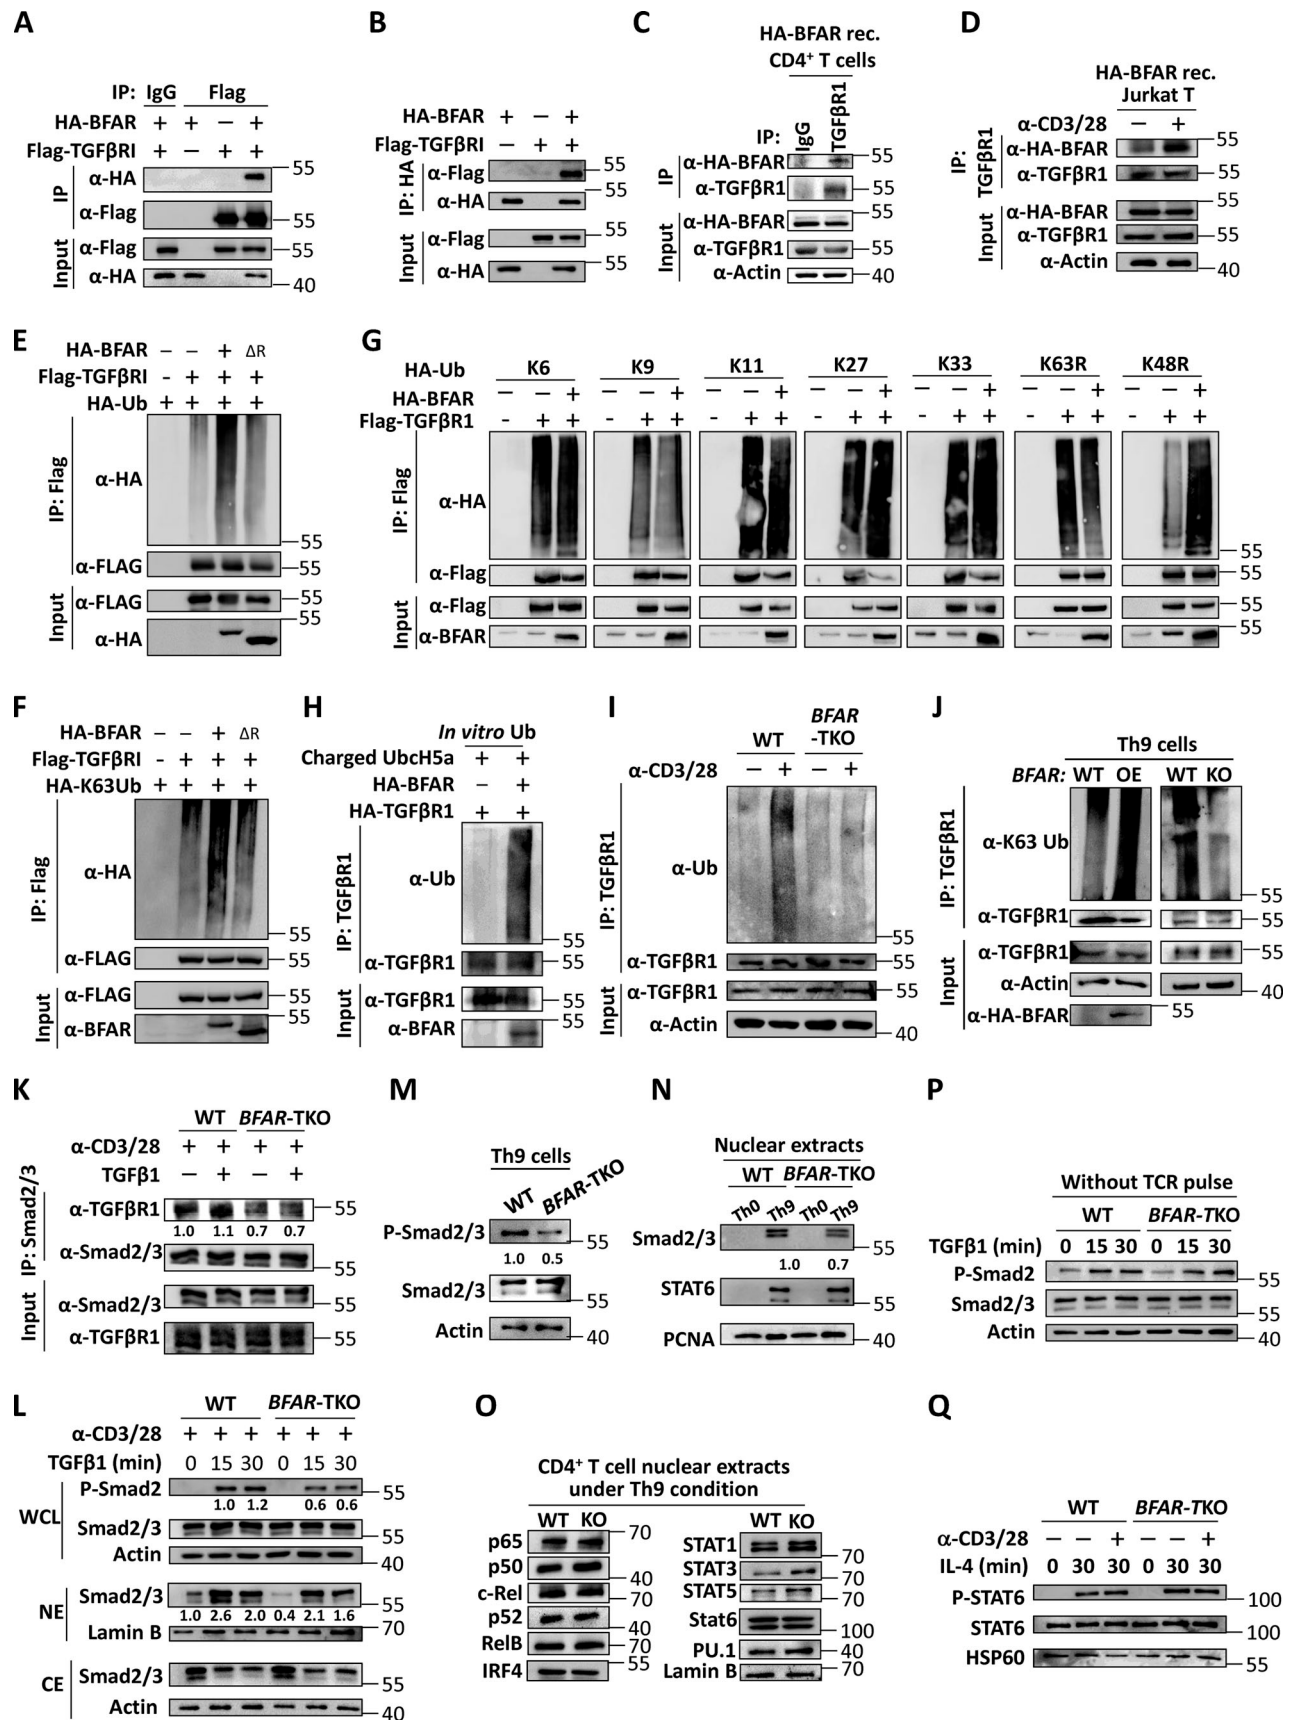 A
IP: IgG Flag
HA-BFAR + + − +
Flag-TGFβRI + − + +
IP
α-HA 55
α-Flag 55
Input
α-Flag 55
α-HA 40
B
HA-BFAR + − +
Flag-TGFβRI − + +
IP: HA
α-Flag 55
α-HA 55
Input
α-Flag
α-HA 55
C
HA-BFAR rec.
CD4+ T cells
IP: IgG TGFβR1
IP
α-HA-BFAR 55
α-TGFβR1 55
Input
α-HA-BFAR 55
α-TGFβR1 55
α-Actin 40
D
HA-BFAR rec.
Jurkat T
α-CD3/28 − +
IP: TGFβR1
α-HA-BFAR 55
α-TGFβR1 55
Input
α-HA-BFAR 55
α-TGFβR1 55
α-Actin 40
E
HA-BFAR − − + ΔR
Flag-TGFβRI − + + +
HA-Ub + + + +
IP: Flag
α-HA 55
α-FLAG 55
Input
α-FLAG 55
α-HA 55
G
HA-Ub K6 K9 K11 K27 K33 K63R K48R
HA-BFAR − − + − − + − − + − − + − − + − − + − − +
Flag-TGFβR1 - + + - + + - + + - + + - + + - + + - + +
IP: Flag
α-HA 55
α-Flag 55
Input
α-Flag 55
α-BFAR 55
F
HA-BFAR − − + ΔR
Flag-TGFβRI - + + +
HA-K63Ub + + + +
IP: Flag
α-HA 55
α-FLAG 55
Input
α-FLAG 55
α-BFAR 55
H
In vitro Ub
Charged UbcH5a + +
HA-BFAR − +
HA-TGFβR1 + +
IP: TGFβR1
α-Ub 55
α-TGFβR1 55
Input
α-TGFβR1 55
α-BFAR 55
I
WT BFAR
-TKO
α-CD3/28 − + − +
IP: TGFβR1
α-Ub 55
α-TGFβR1 55
Input
α-TGFβR1 55
α-Actin 40
J
Th9 cells
BFAR: WT OE WT KO
IP: TGFβR1
α-K63 Ub 55
α-TGFβR1 55
Input
α-TGFβR1 55
α-Actin 40
α-HA-BFAR 55
K
WT BFAR-TKO
α-CD3/28 + + + +
TGFβ1 − + − +
IP: Smad2/3
α-TGFβR1 55
1.0 1.1 0.7 0.7
α-Smad2/3 55
Input
α-Smad2/3 55
α-TGFβR1 55
M
Th9 cells
WT BFAR-TKO
P-Smad2/3 55
1.0 0.5
Smad2/3 55
Actin 40
N
Nuclear extracts
WT BFAR-TKO
Th0 Th9 Th0 Th9
Smad2/3 55
1.0 0.7
STAT6 55
PCNA 40
P
Without TCR pulse
WT BFAR-TKO
TGFβ1 (min) 0 15 30 0 15 30
P-Smad2 55
Smad2/3 55
Actin 40
L
WT BFAR-TKO
α-CD3/28 + + + + + +
TGFβ1 (min) 0 15 30 0 15 30
WCL
P-Smad2 55
1.0 1.2 0.6 0.6
Smad2/3 55
Actin 40
NE
Smad2/3 55
1.0 2.6 2.0 0.4 2.1 1.6
Lamin B 70
CE
Smad2/3 55
Actin 40
O
CD4+ T cell nuclear extracts
under Th9 condition
WT KO
p65 70
p50 40
c-Rel 70
p52 40
RelB 70
IRF4 55
WT KO
STAT1 70
STAT3 70
STAT5 70
Stat6 100
PU.1 40
Lamin B 70
Q
WT BFAR-TKO
α-CD3/28 − − + − − +
IL-4 (min) 0 30 30 0 30 30
P-STAT6 100
STAT6 100
HSP60 55